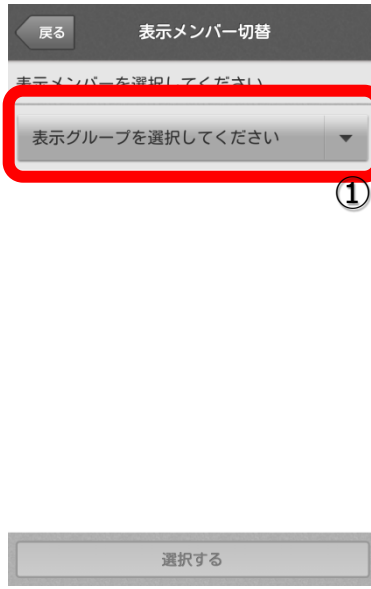 戻る
表示メンバー切替
表示メンバーを選択してください
表示グループを選択してください
①
選択する